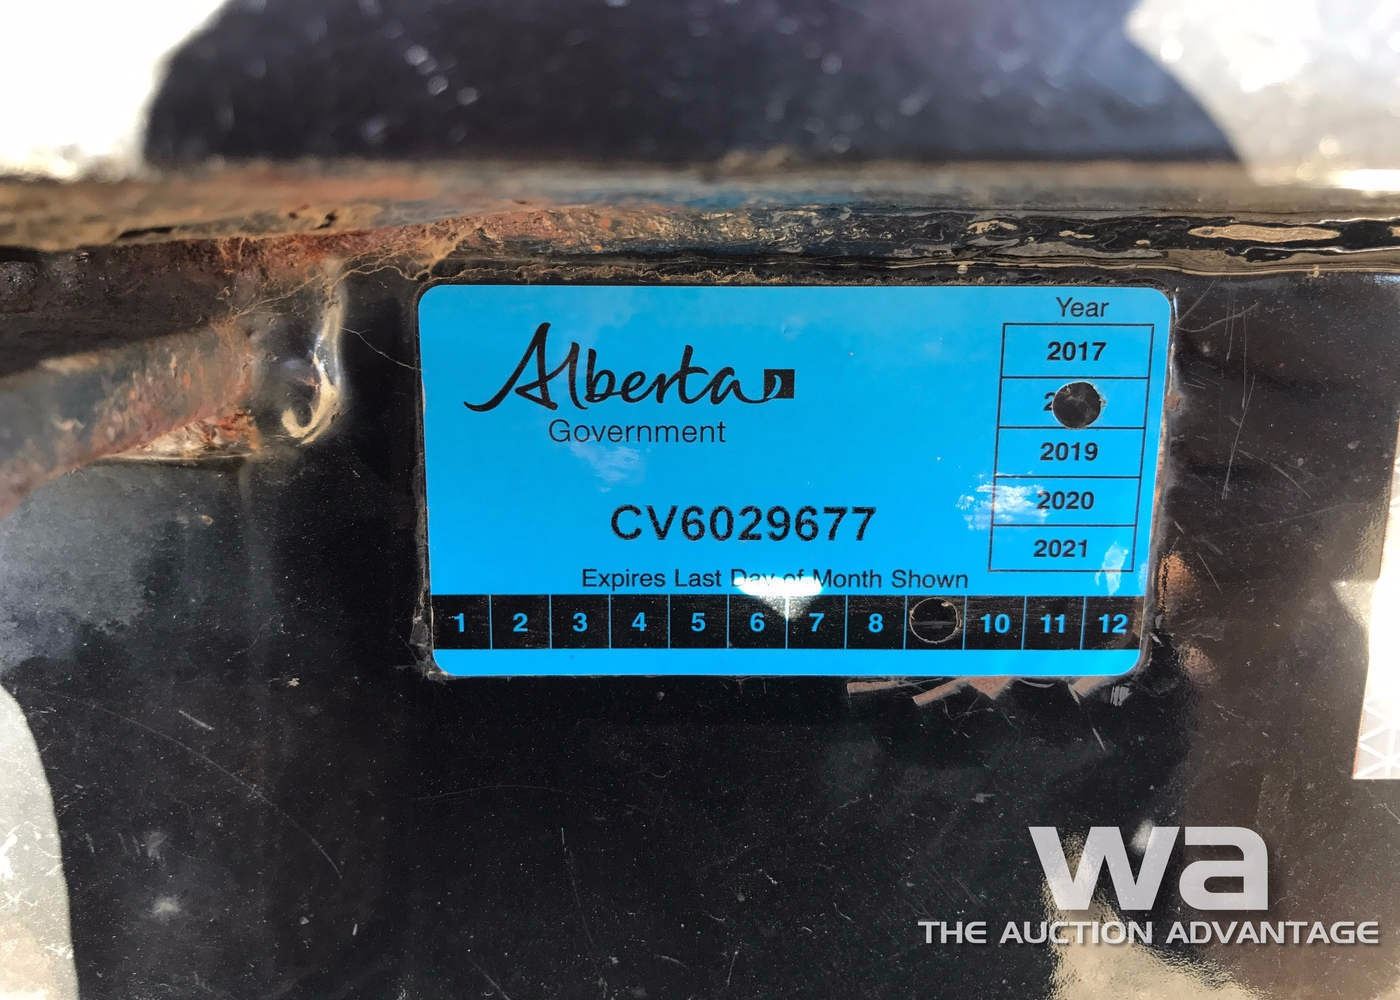 Year
2017
2
2019
2020
2021
Alberta
Government
CV6029677
Expires Last Day of Month Shown
1 2 3 4 5 6 7 8 10 11 12
wa
THE AUCTION ADVANTAGE